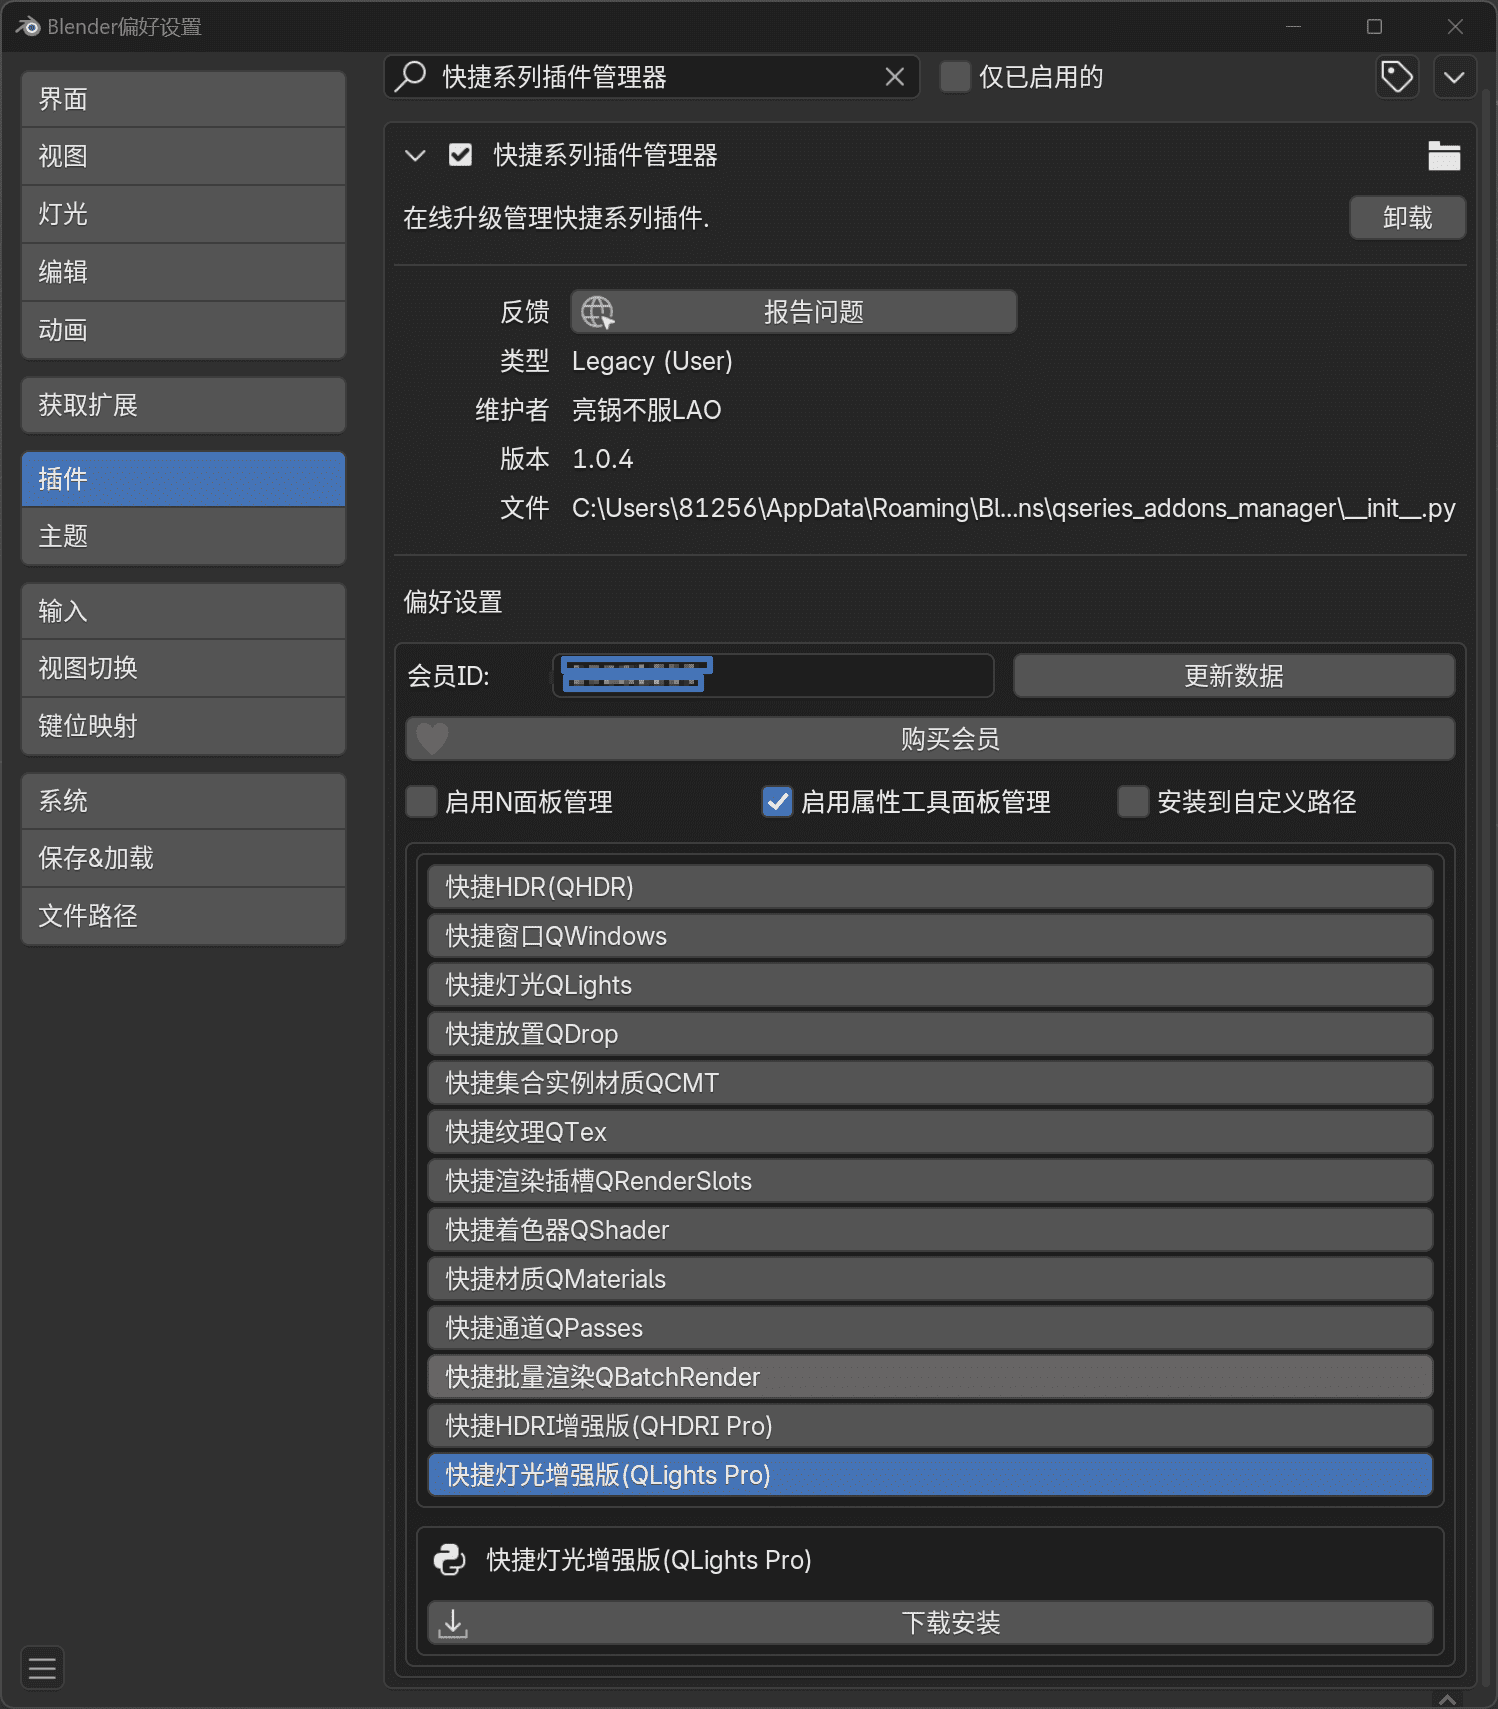 Blender偏好设置
快捷系列插件管理器
仅已启用的
界面
视图
灯光
编辑
动画
获取扩展
插件
主题
输入
视图切换
键位映射
系统
保存&加载
文件路径
快捷系列插件管理器
在线升级管理快捷系列插件.
卸载
反馈
报告问题
类型 Legacy (User)
维护者 亮锅不服LAO
版本 1.0.4
文件 C:\Users\81256\AppData\Roaming\Bl...ns\qseries_addons_manager\__init__.py
偏好设置
会员ID:
更新数据
购买会员
启用N面板管理
启用属性工具面板管理
安装到自定义路径
快捷HDR(QHDR)
快捷窗口QWindows
快捷灯光QLights
快捷放置QDrop
快捷集合实例材质QCMT
快捷纹理QTex
快捷渲染插槽QRenderSlots
快捷着色器QShader
快捷材质QMaterials
快捷通道QPasses
快捷批量渲染QBatchRender
快捷HDRI增强版(QHDRI Pro)
快捷灯光增强版(QLights Pro)
快捷灯光增强版(QLights Pro)
下载安装